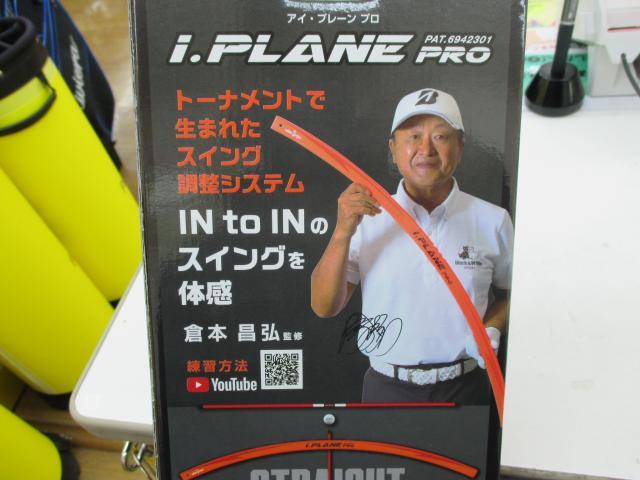 アイ・プレーン プロ
i.PLANE PRO
PAT.6942301
トーナメントで
生まれた
スイング
調整システム
IN to INの
スイングを
体感
倉本 昌弘 監修
練習方法
YouTube
B
i.PLANE PRO
i.PLANE PRO
STRAIGHT